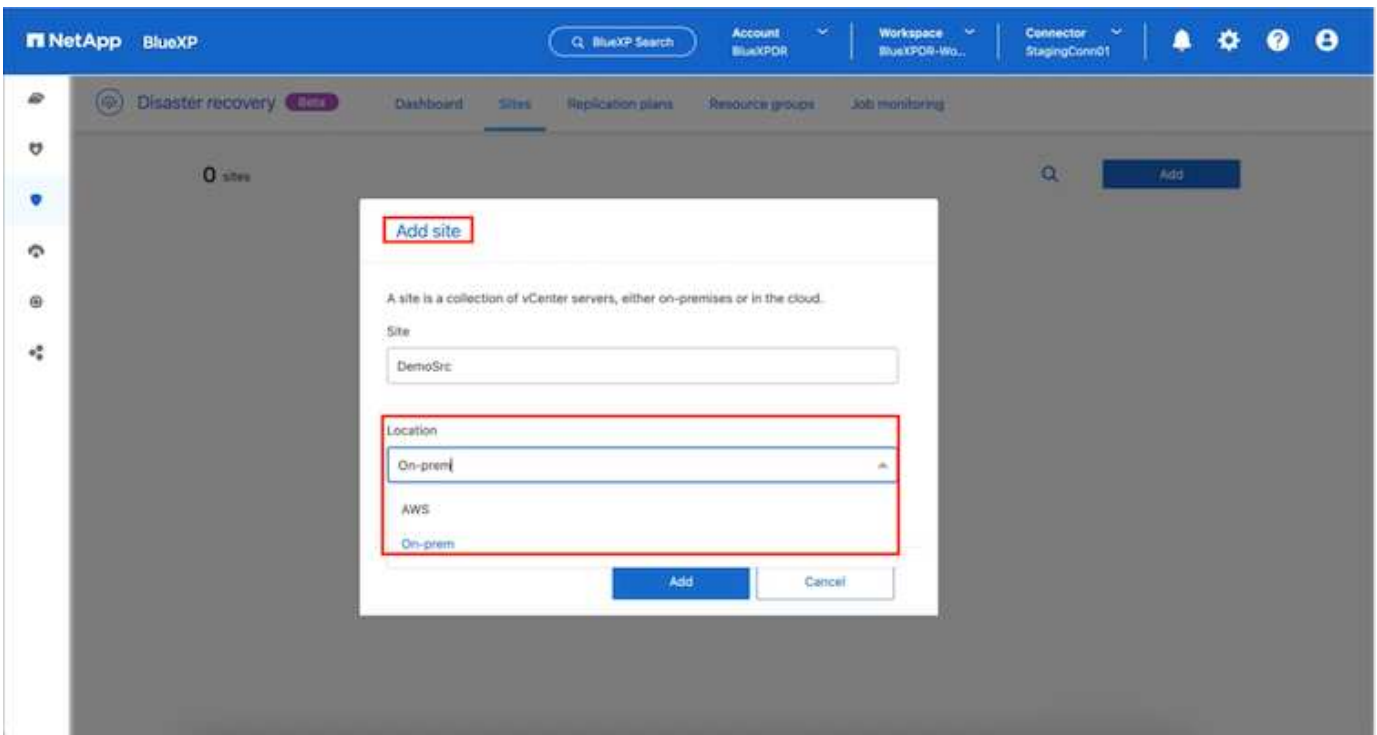 NetApp BlueXP
BlueXP Search
Account
BlueXPDR
Workspace
BlueXPDR-Wo...
Connector
StagingConn01
Disaster recovery Beta Dashboard Sites Replication plans Resource groups Job monitoring
0 sites
Add
Add site
A site is a collection of vCenter servers, either on-premises or in the cloud.
Site
DemoSrc
Location
On-prem
AWS
On-prem
Add Cancel